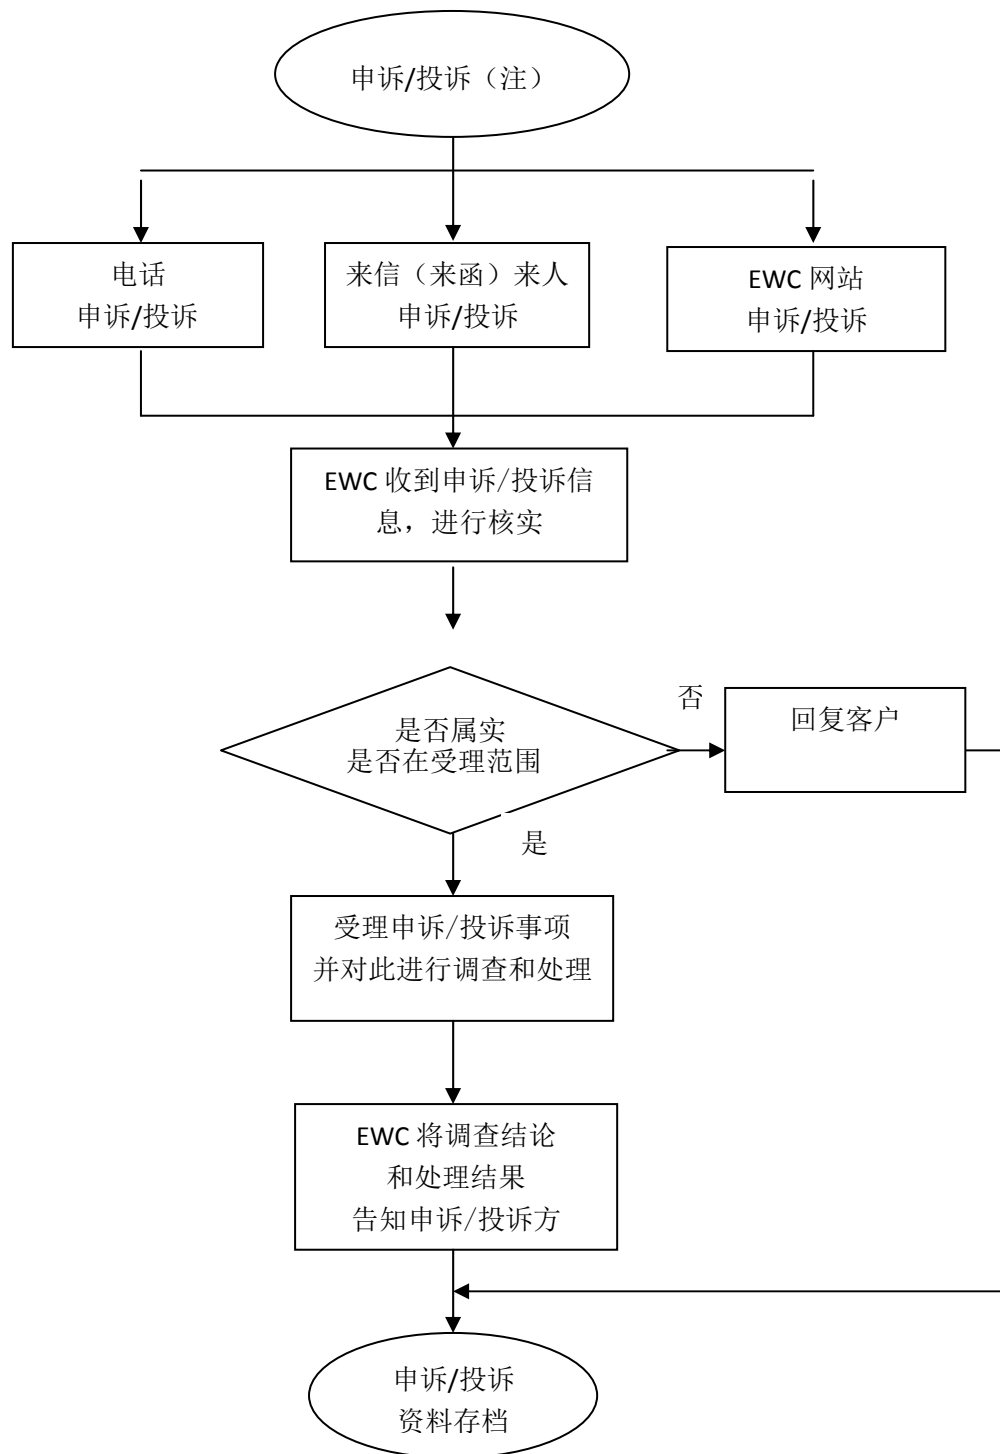 申诉/投诉（注）
电话
申诉/投诉
来信（来函）来人
申诉/投诉
EWC 网站
申诉/投诉
EWC 收到申诉/投诉信
息，进行核实
是否属实
是否在受理范围
否
回复客户
是
受理申诉/投诉事项
并对此进行调查和处理
EWC 将调查结论
和处理结果
告知申诉/投诉方
申诉/投诉
资料存档